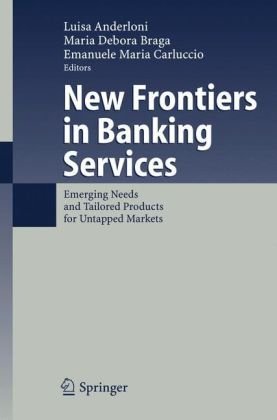 Luisa Anderloni
Maria Debora Braga
Emanuele Maria Carluccio
Editors
New Frontiers
in Banking
Services
Emerging Needs
and Tailored Products
for Untapped Markets
Springer